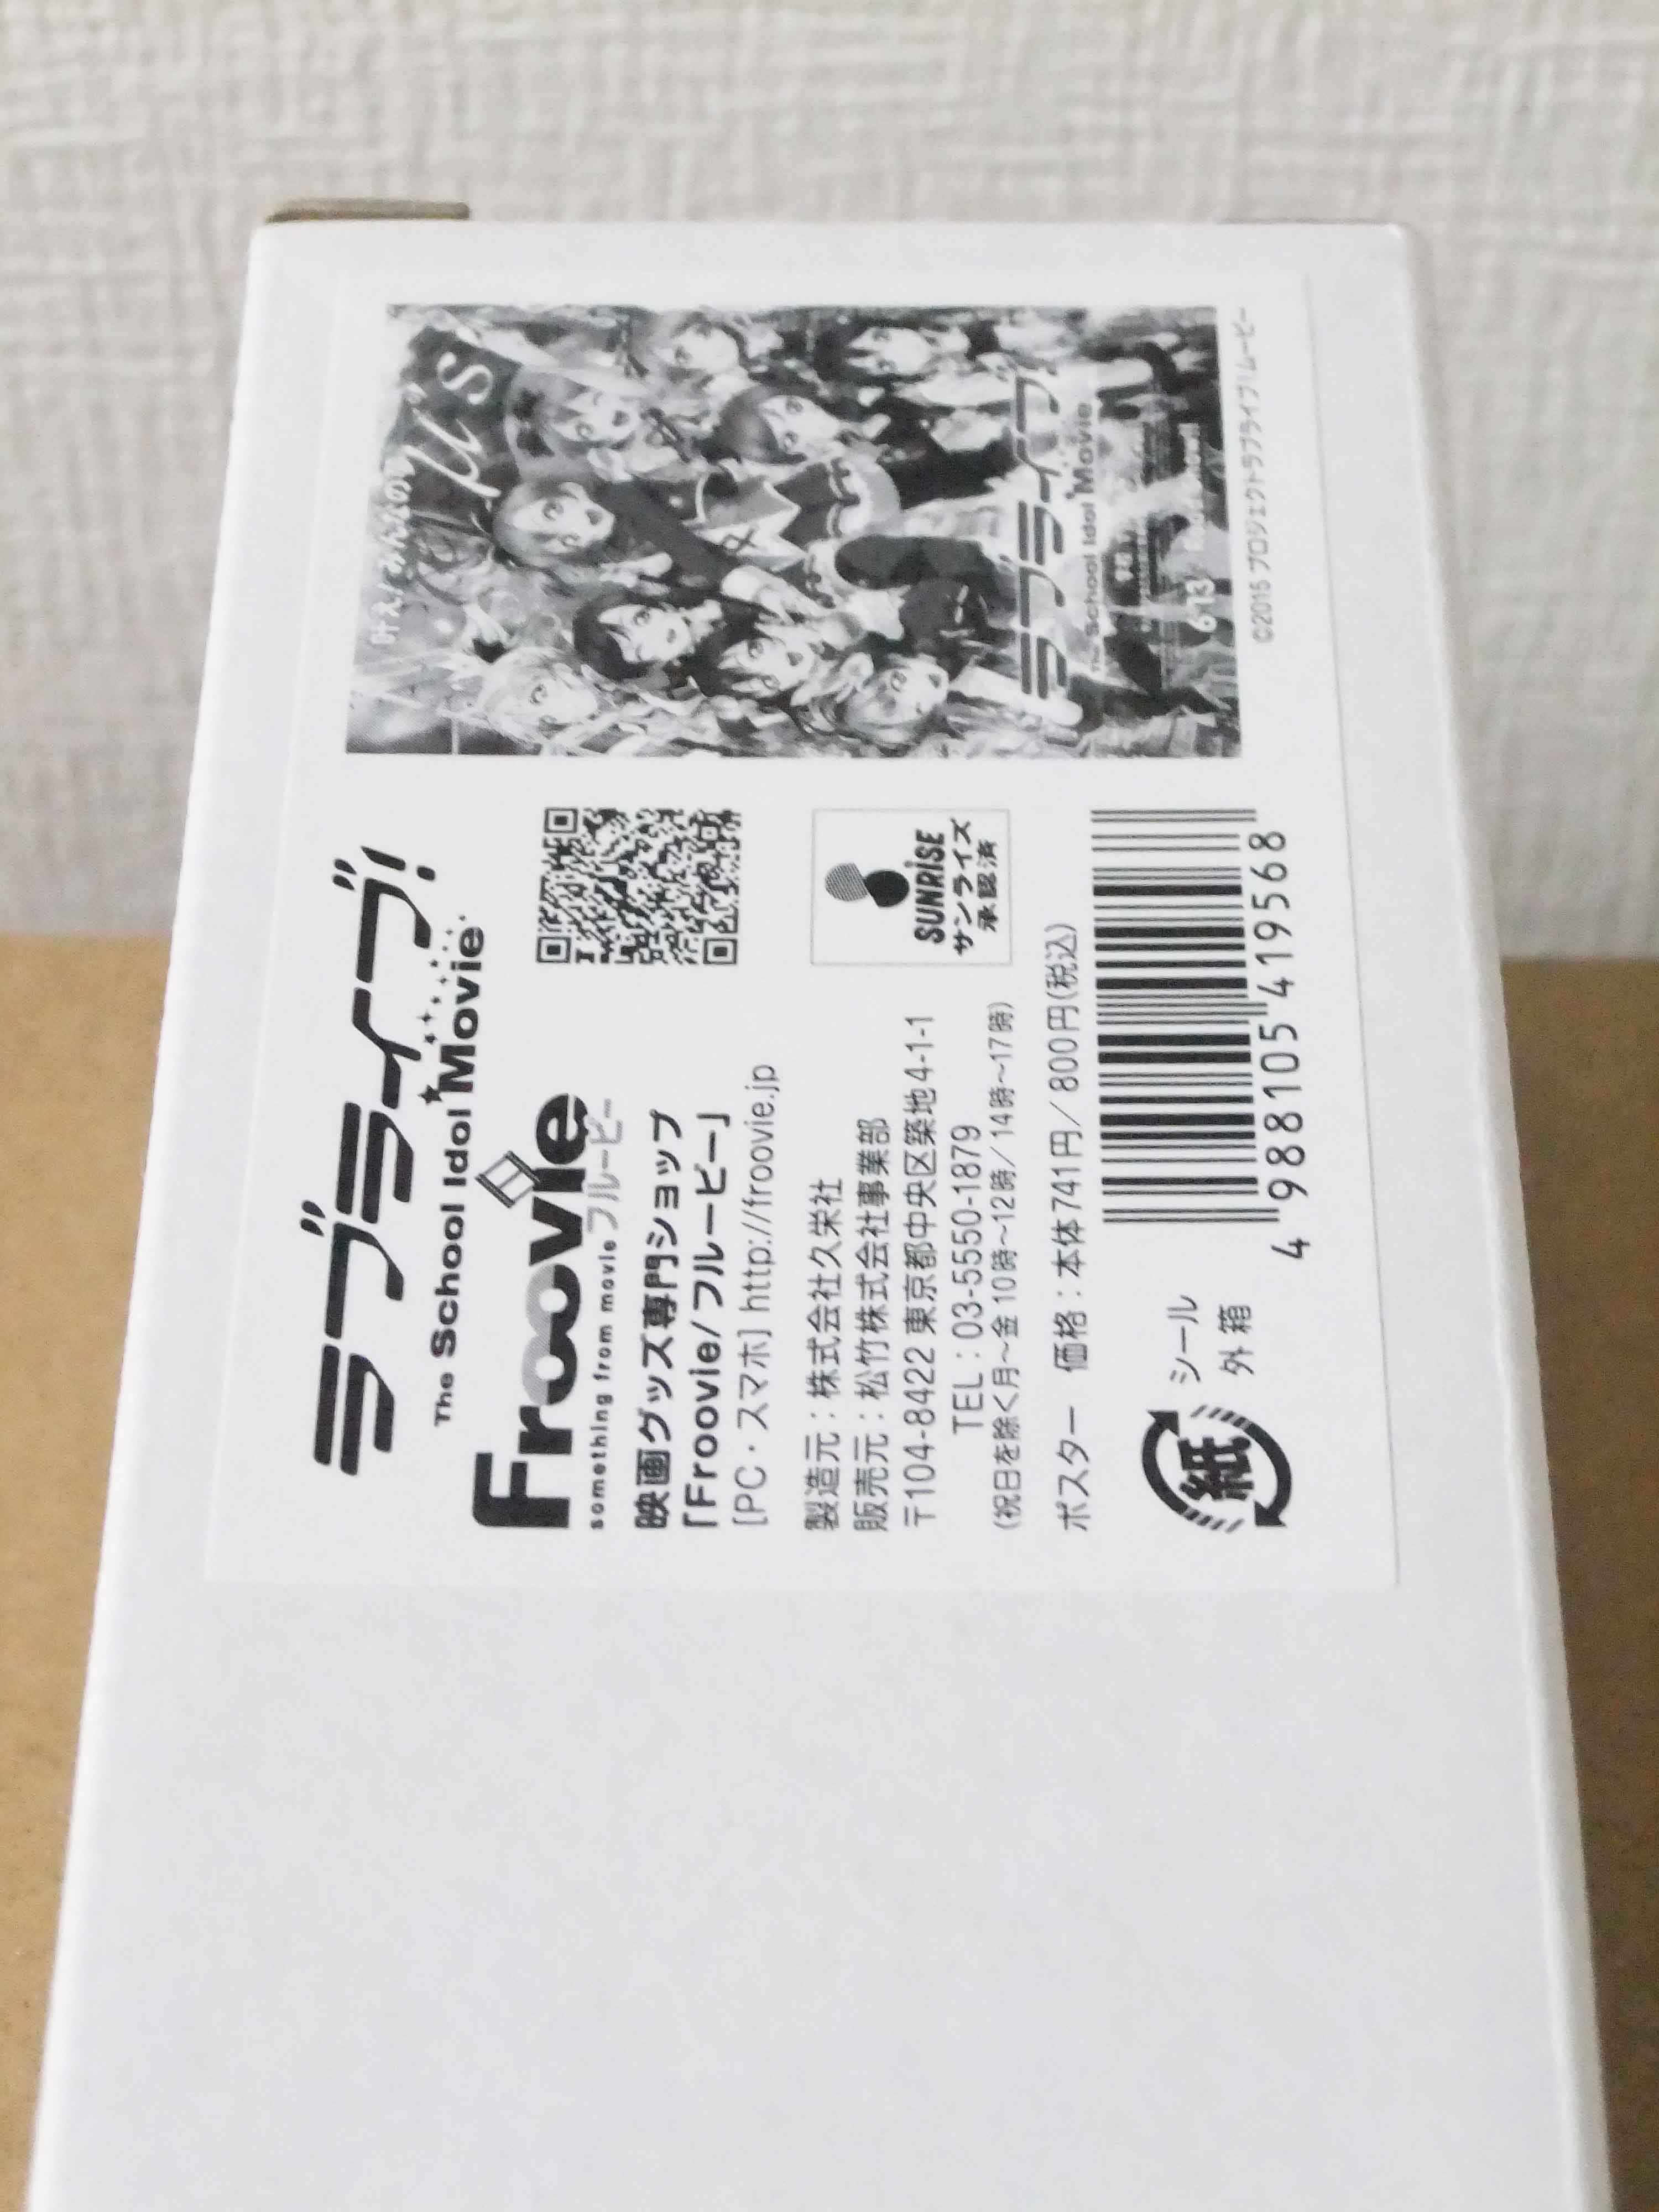 ラブライブ!
The School Idol Movie
Froovie
something from movie フルービー
映画グッズ専門ショップ
「Froovie/フルービー」
[PC・スマホ] http://froovie.jp
製造元：株式会社久栄社
販売元：松竹株式会社事業部
〒104-8422 東京都中央区築地4-1-1
TEL：03-5550-1879
(祝日を除く月～金 10時～12時/14時～17時)
SUNRISE
サンライズ
承認済
ポスター 価格：本体741円/800円(税込)
紙
シール
外箱
4 988105 419568
叶え!みんなの
μ's
ラブライブ!
The School Idol Movie
6.13
©2015 プロジェクトラブライブ!ムービー